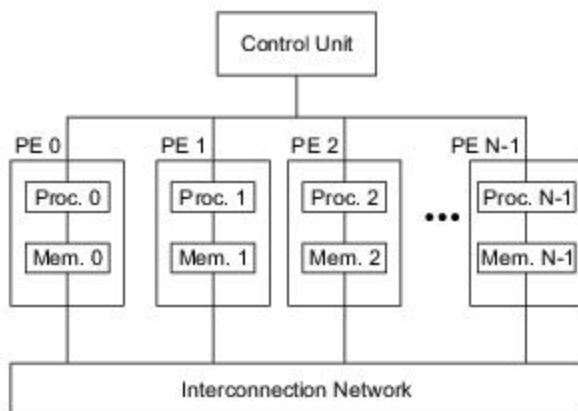 Control Unit
PE 0 PE 1 PE 2 PE N-1
Proc. 0 Proc. 1 Proc. 2 Proc. N-1
•••
Mem. 0 Mem. 1 Mem. 2 Mem. N-1
Interconnection Network